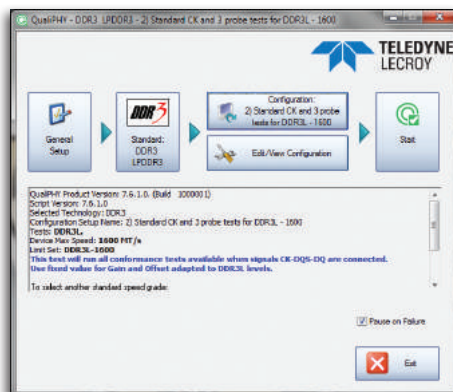 QualiPHY - DDR3 LPDDR3 - 2) Standard CK and 3 probe tests for DDR3L - 1600
TELEDYNE
LECROY
General
Setup
DDR3
Standard:
DDR3
LPDDR3
Configuration:
2) Standard CK and 3 probe
tests for DDR3L - 1600
Edit/View Configuration
Start
QualiPHY Product Version: 7.6.1.0. (Build 1000001)
Script Version: 7.6.1.0
Selected Technology: DDR3
Configuration Setup Name: 2) Standard CK and 3 probe tests for DDR3L - 1600
Tests: DDR3L,
Device Max Speed: 1600 MT/s
Limit Set: DDR3L-1600
This test will run all conformance tests available when signals CK-DQS-DQ are connected.
Use fixed value for Gain and Offset adapted to DDR3L levels.
To select another standard speed grade:
Pause on Failure
Exit